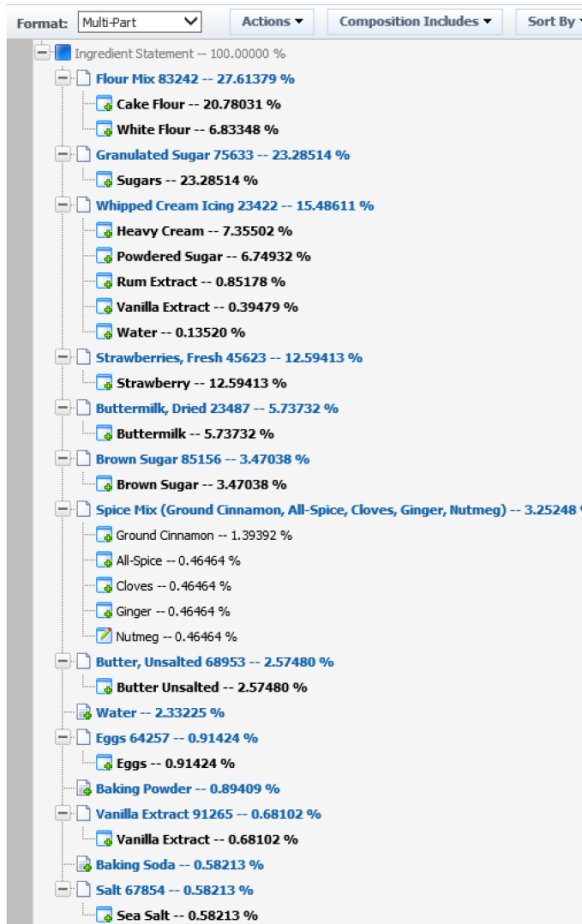 Format: Multi-Part Actions Composition Includes Sort By
Ingredient Statement -- 100.00000 %
Flour Mix 83242 -- 27.61379 %
Cake Flour -- 20.78031 %
White Flour -- 6.83348 %
Granulated Sugar 75633 -- 23.28514 %
Sugars -- 23.28514 %
Whipped Cream Icing 23422 -- 15.48611 %
Heavy Cream -- 7.35502 %
Powdered Sugar -- 6.74932 %
Rum Extract -- 0.85178 %
Vanilla Extract -- 0.39479 %
Water -- 0.13520 %
Strawberries, Fresh 45623 -- 12.59413 %
Strawberry -- 12.59413 %
Buttermilk, Dried 23487 -- 5.73732 %
Buttermilk -- 5.73732 %
Brown Sugar 85156 -- 3.47038 %
Brown Sugar -- 3.47038 %
Spice Mix (Ground Cinnamon, All-Spice, Cloves, Ginger, Nutmeg) -- 3.25248 %
Ground Cinnamon -- 1.39392 %
All-Spice -- 0.46464 %
Cloves -- 0.46464 %
Ginger -- 0.46464 %
Nutmeg -- 0.46464 %
Butter, Unsalted 68953 -- 2.57480 %
Butter Unsalted -- 2.57480 %
Water -- 2.33225 %
Eggs 64257 -- 0.91424 %
Eggs -- 0.91424 %
Baking Powder -- 0.89409 %
Vanilla Extract 91265 -- 0.68102 %
Vanilla Extract -- 0.68102 %
Baking Soda -- 0.58213 %
Salt 67854 -- 0.58213 %
Sea Salt -- 0.58213 %